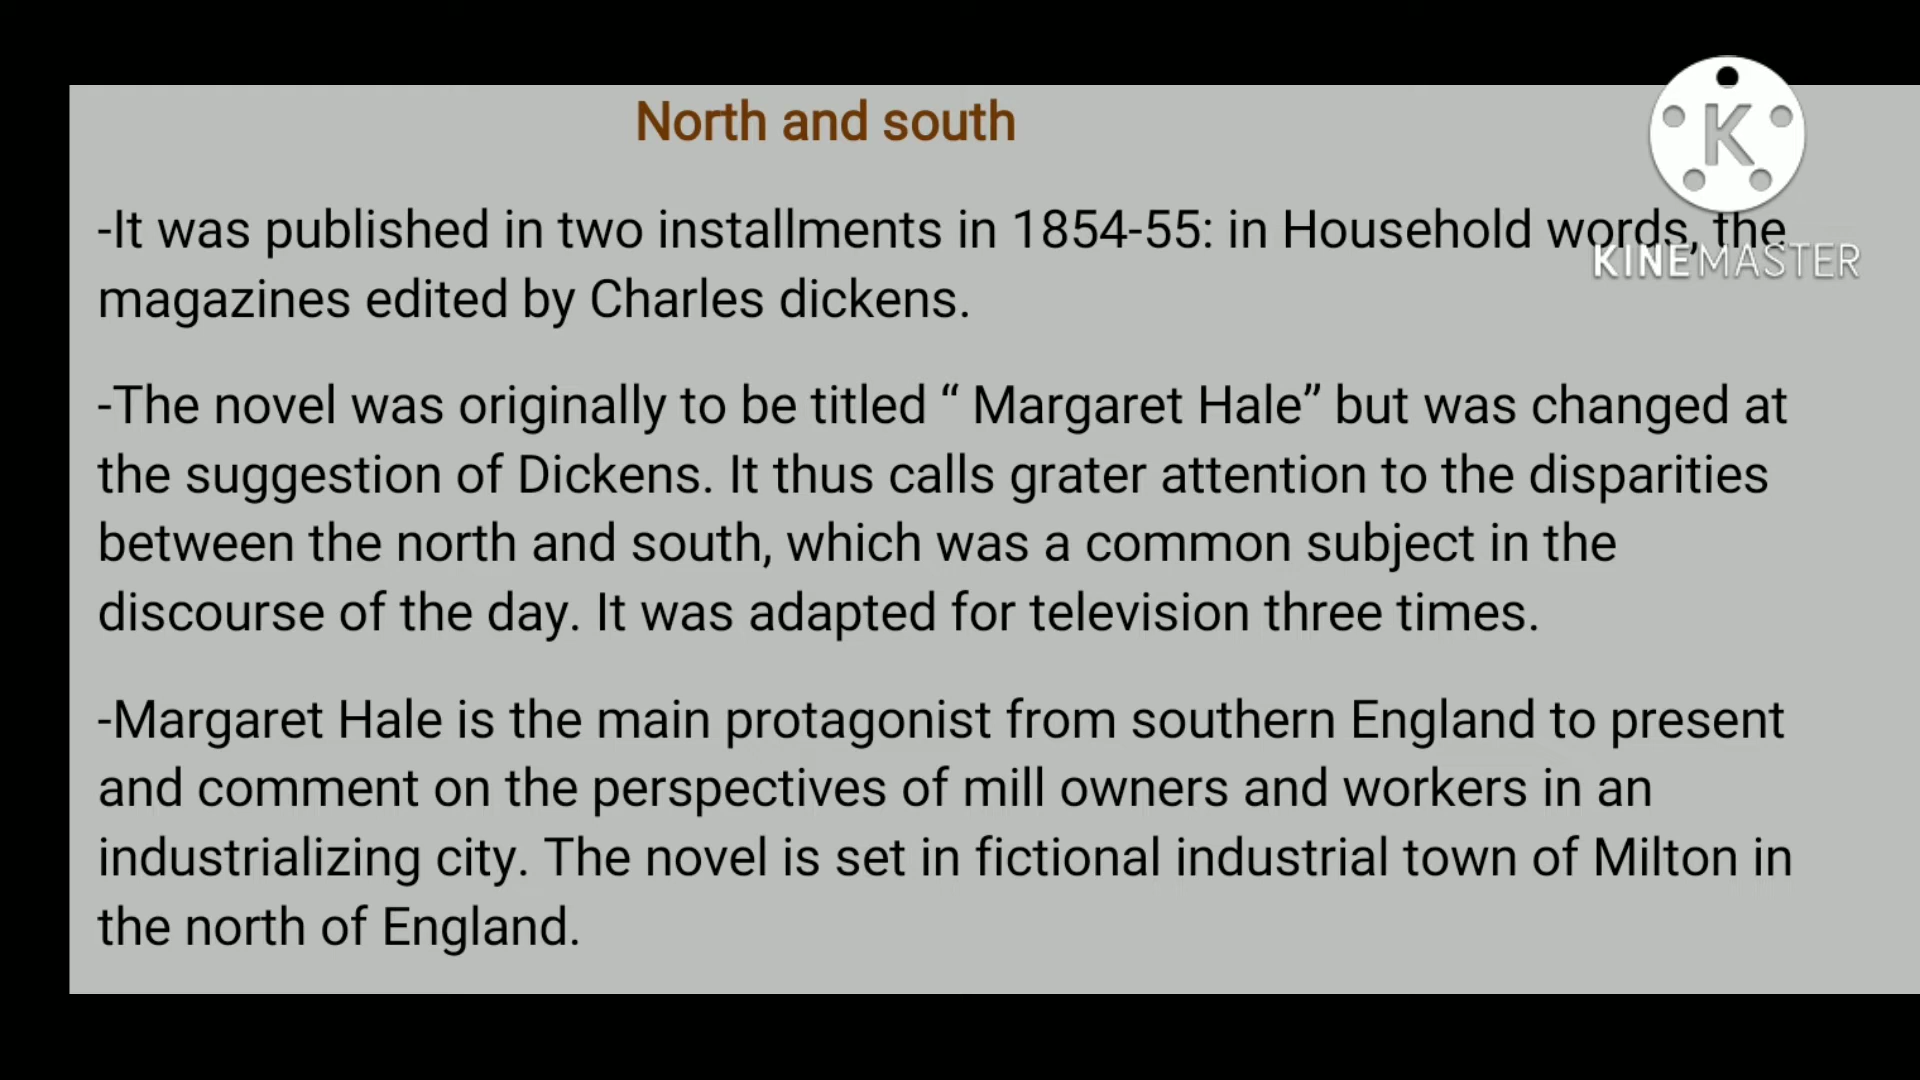 North and south
K
-It was published in two installments in 1854-55: in Household words, the
KINEMASTER
magazines edited by Charles dickens.
-The novel was originally to be titled “ Margaret Hale” but was changed at
the suggestion of Dickens. It thus calls grater attention to the disparities
between the north and south, which was a common subject in the
discourse of the day. It was adapted for television three times.
-Margaret Hale is the main protagonist from southern England to present
and comment on the perspectives of mill owners and workers in an
industrializing city. The novel is set in fictional industrial town of Milton in
the north of England.